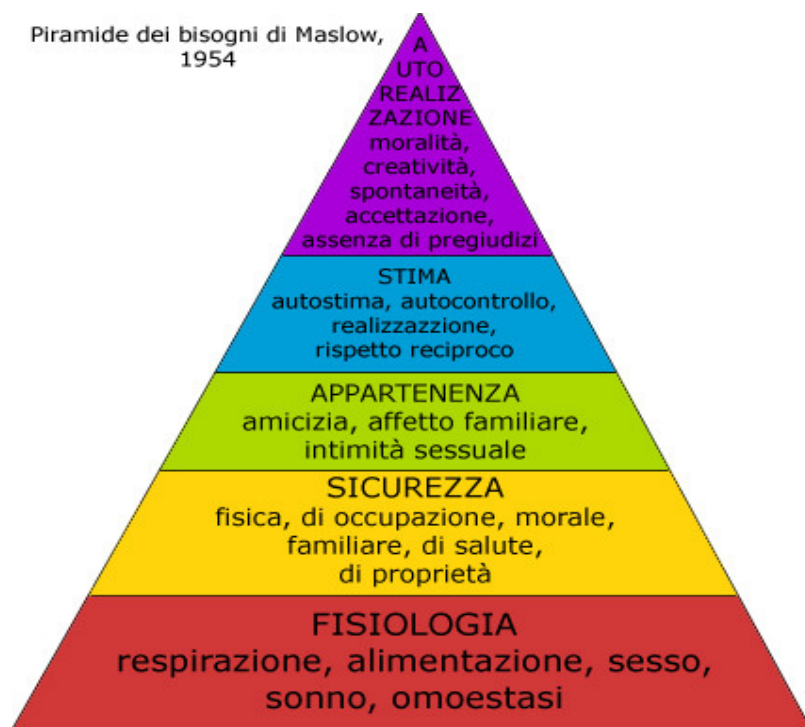 Piramide dei bisogni di Maslow,
1954
A
UTO
REALIZ
ZAZIONE
moralità,
creatività,
spontaneità,
accettazione,
assenza di pregiudizi
STIMA
autostima, autocontrollo,
realizzazzione,
rispetto reciproco
APPARTENENZA
amicizia, affetto familiare,
intimità sessuale
SICUREZZA
fisica, di occupazione, morale,
familiare, di salute,
di proprietà
FISIOLOGIA
respirazione, alimentazione, sesso,
sonno, omoestasi